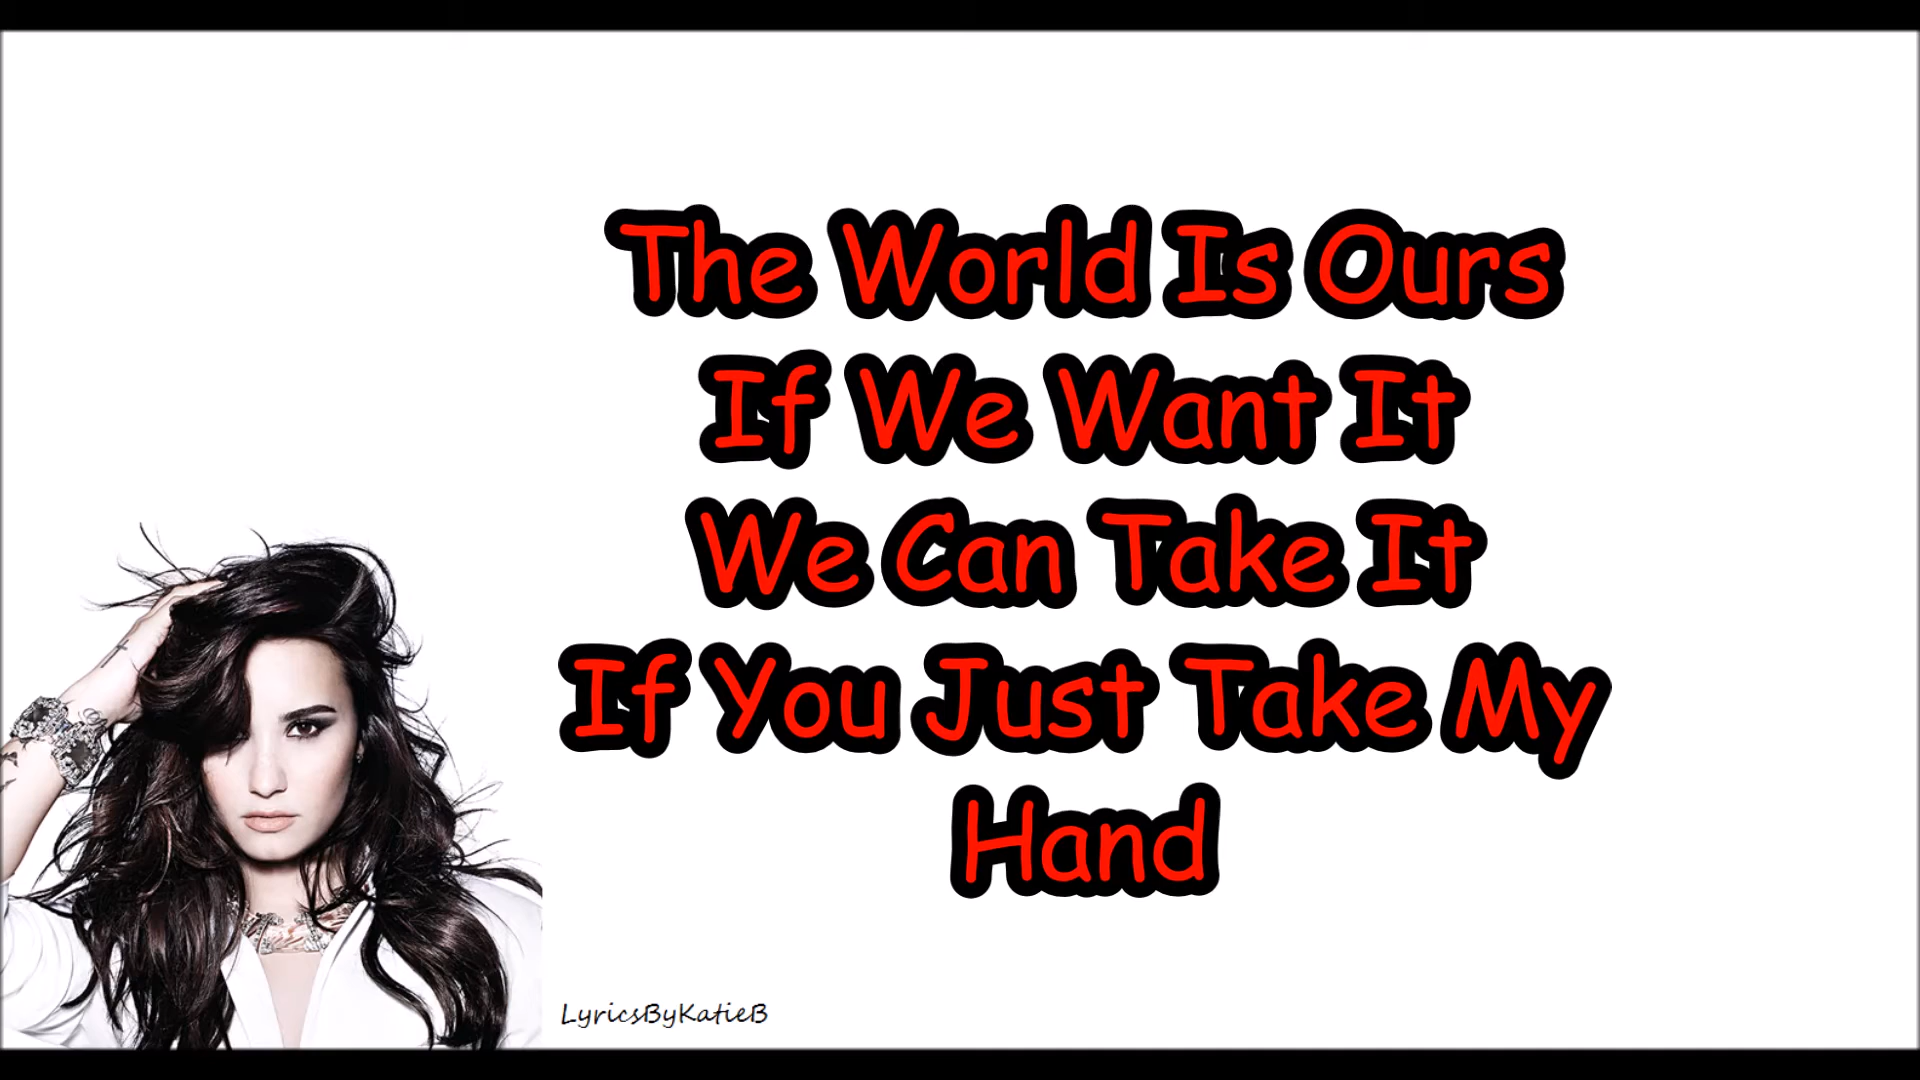 The World Is Ours
If We Want It
We Can Take It
If You Just Take My
Hand
LyricsByKatieB